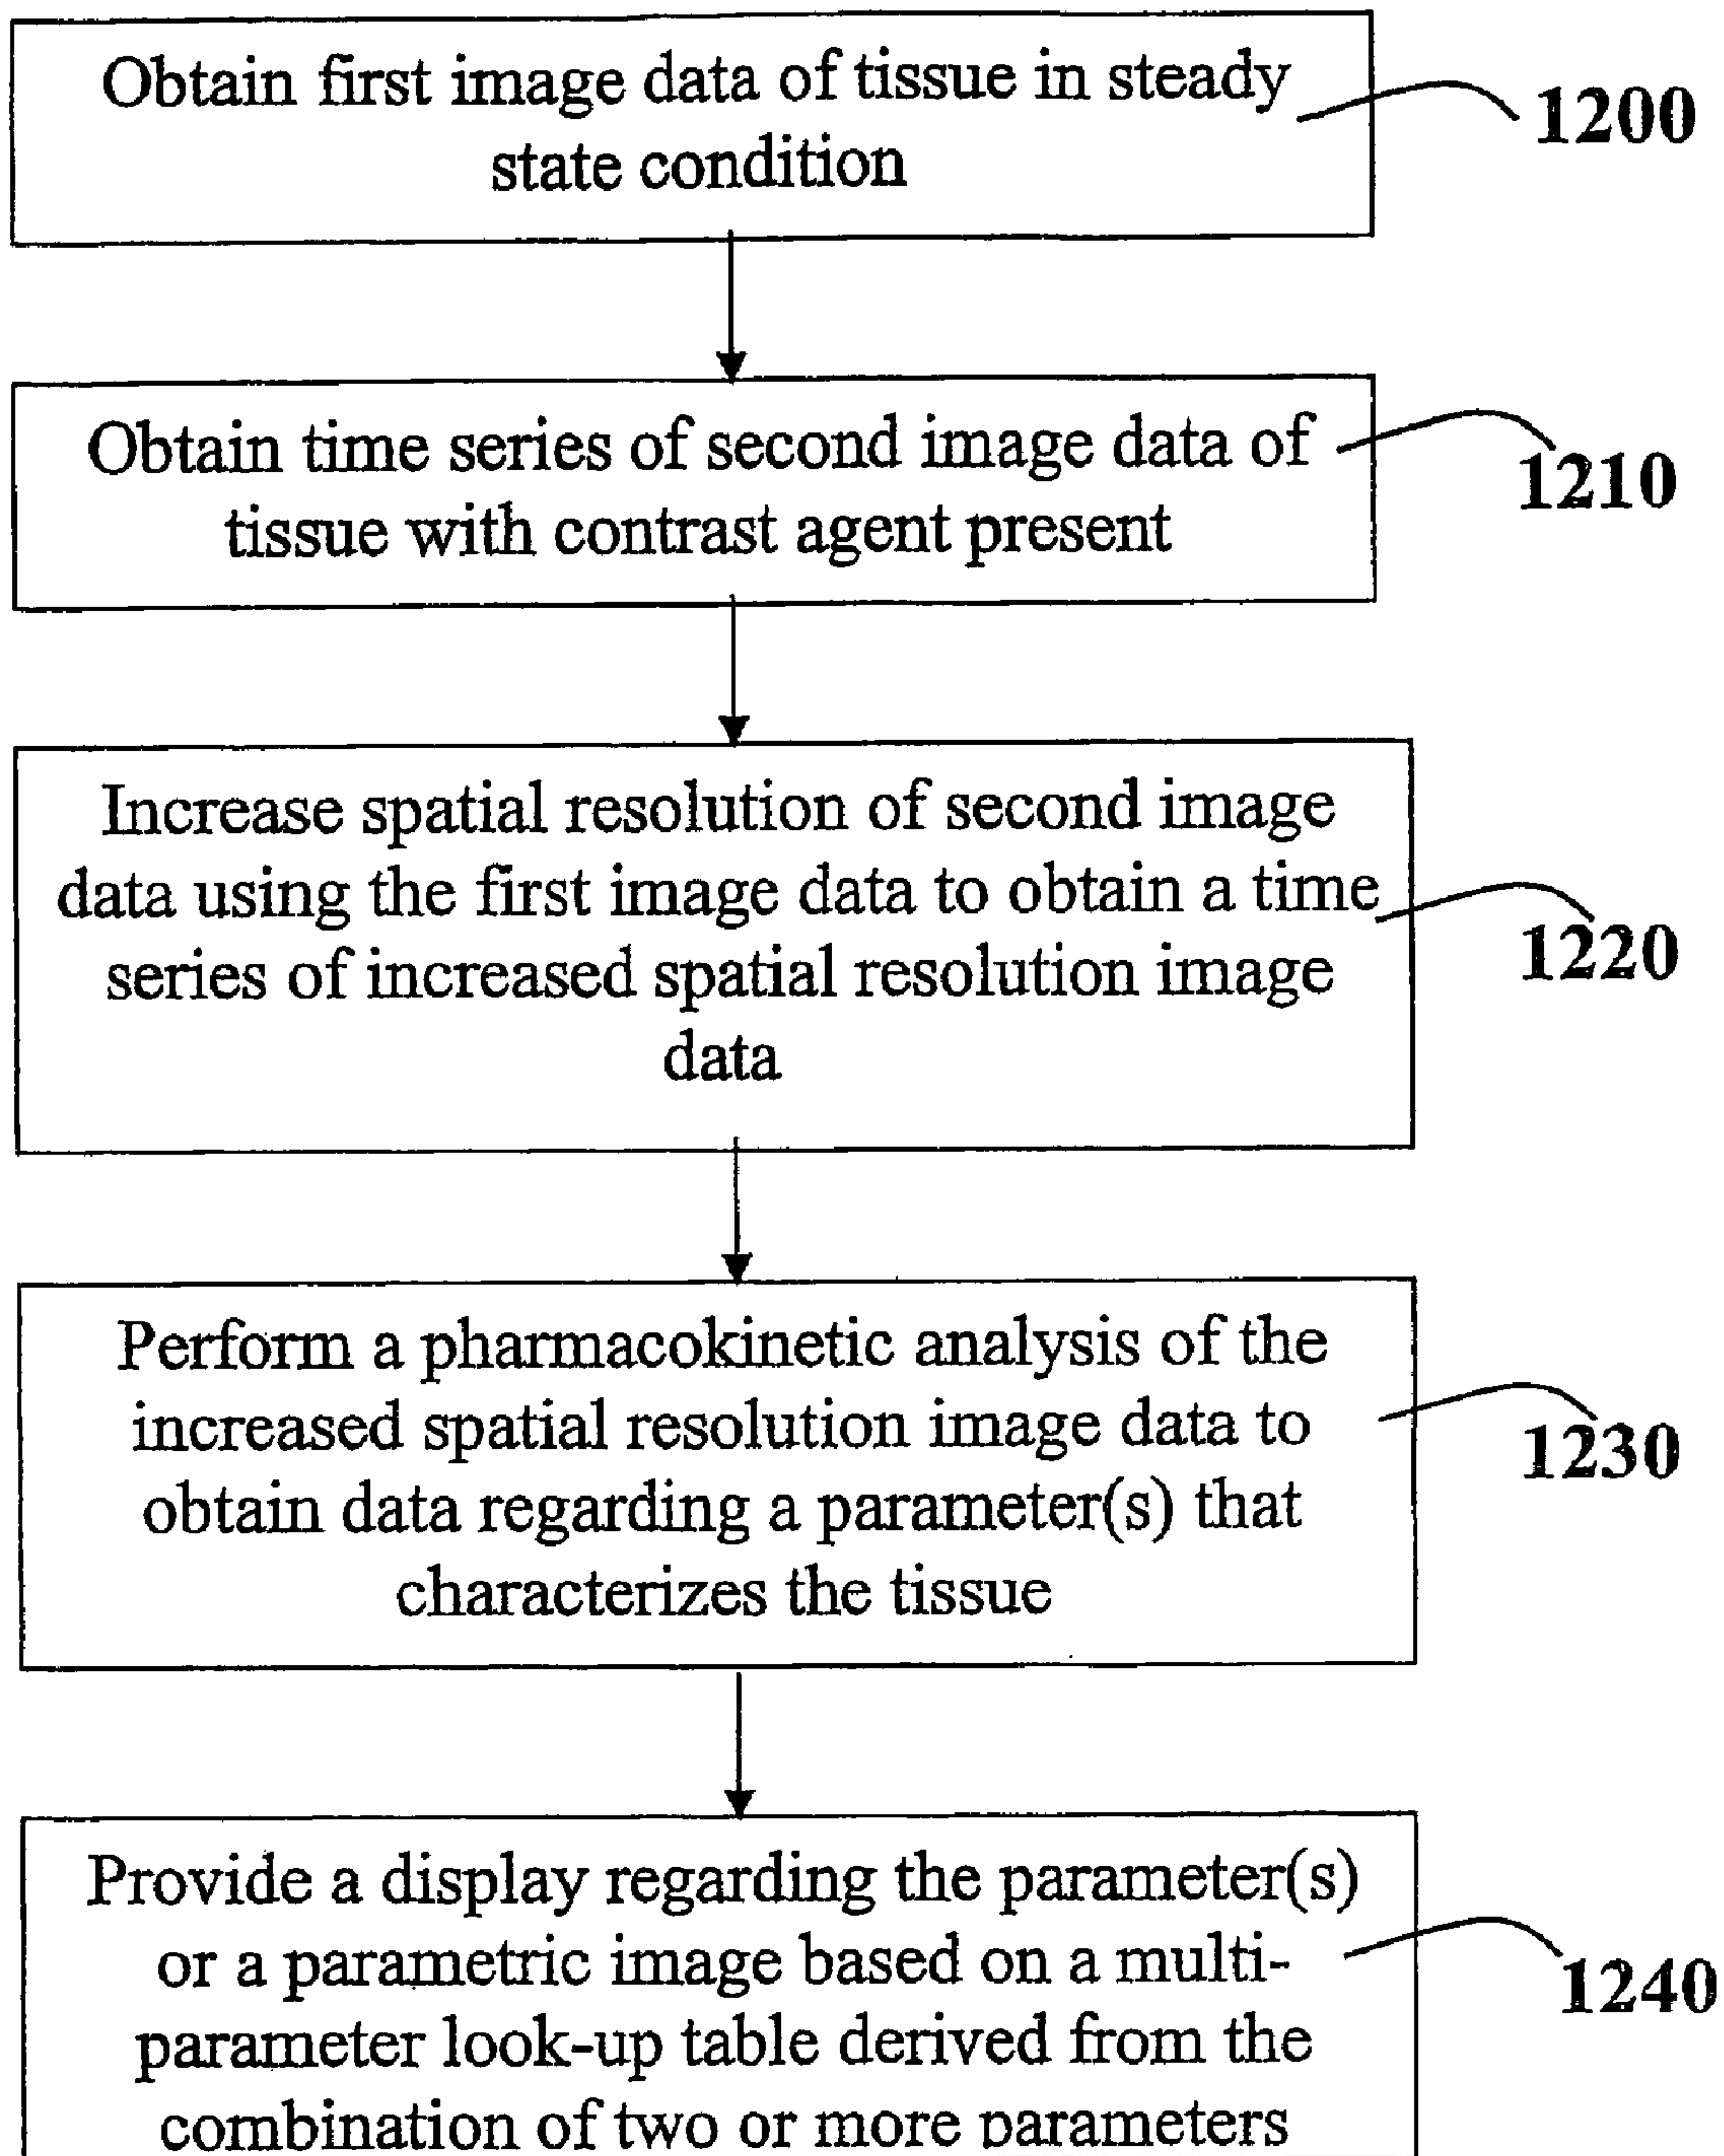 Obtain first image data of tissue in steady
state condition
1200
Obtain time series of second image data of
tissue with contrast agent present
1210
Increase spatial resolution of second image
data using the first image data to obtain a time
series of increased spatial resolution image
data
1220
Perform a pharmacokinetic analysis of the
increased spatial resolution image data to
obtain data regarding a parameter(s) that
characterizes the tissue
1230
Provide a display regarding the parameter(s)
or a parametric image based on a multi-
parameter look-up table derived from the
combination of two or more parameters
1240